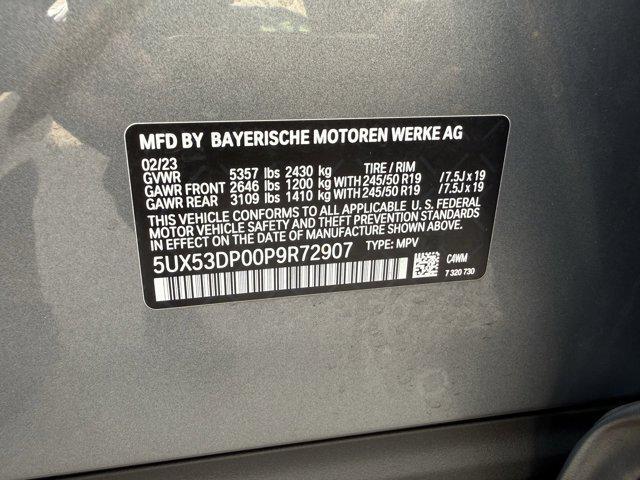 MFD BY BAYERISCHE MOTOREN WERKE AG
02/23 TIRE / RIM
GVWR 5357 lbs 2430 kg
GAWR FRONT 2646 lbs 1200 kg WITH 245/50 R19 / 7.5J x 19
GAWR REAR 3109 lbs 1410 kg WITH 245/50 R19 / 7.5J x 19
THIS VEHICLE CONFORMS TO ALL APPLICABLE U. S. FEDERAL
MOTOR VEHICLE SAFETY AND THEFT PREVENTION STANDARDS
IN EFFECT ON THE DATE OF MANUFACTURE SHOWN ABOVE.
5UX53DP00P9R72907 TYPE: MPV
C4WM
7 320 730